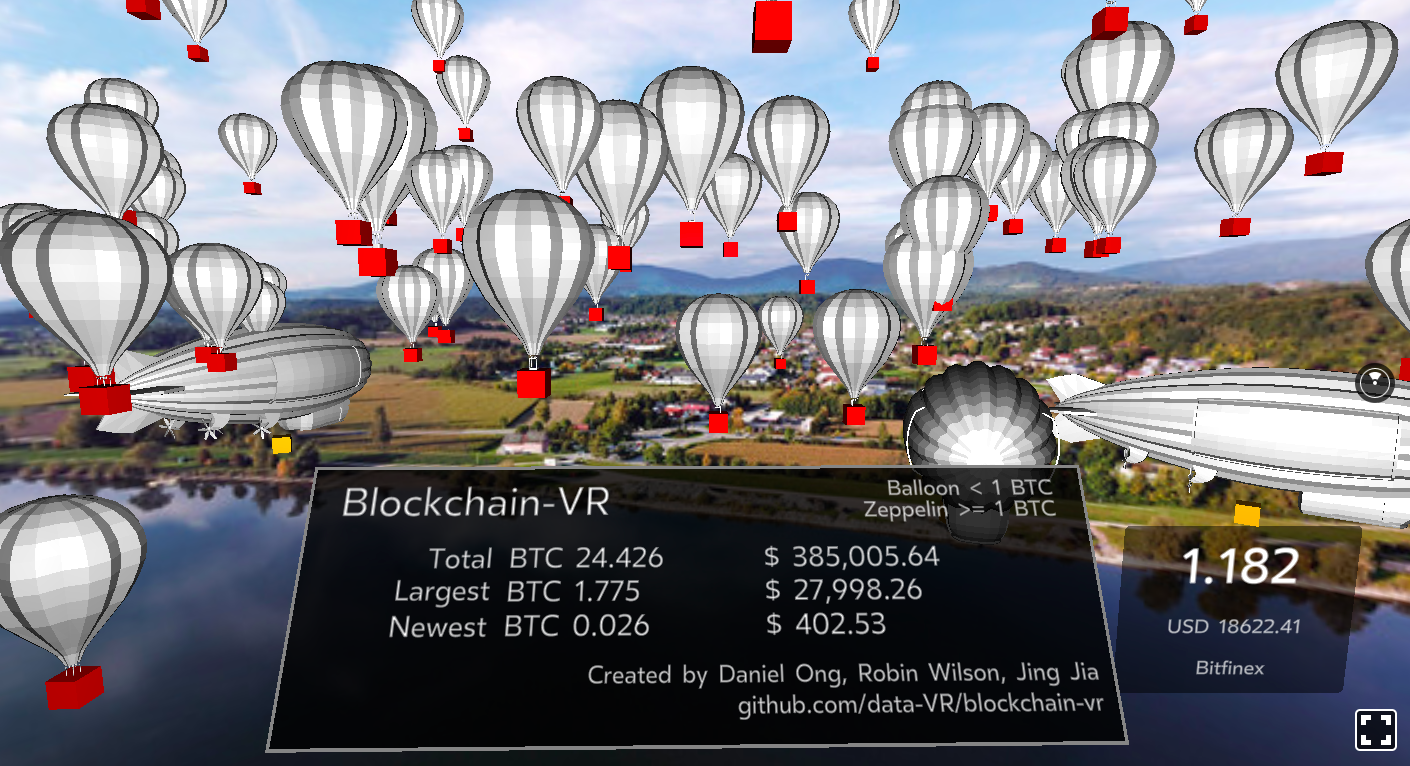 Blockchain-VR
Balloon < 1 BTC
Zeppelin >= 1 BTC
Total BTC 24.426 $ 385,005.64
Largest BTC 1.775 $ 27,998.26
Newest BTC 0.026 $ 402.53
Created by Daniel Ong, Robin Wilson, Jing Jia
github.com/data-VR/blockchain-vr
1.182
USD 18622.41
Bitfinex